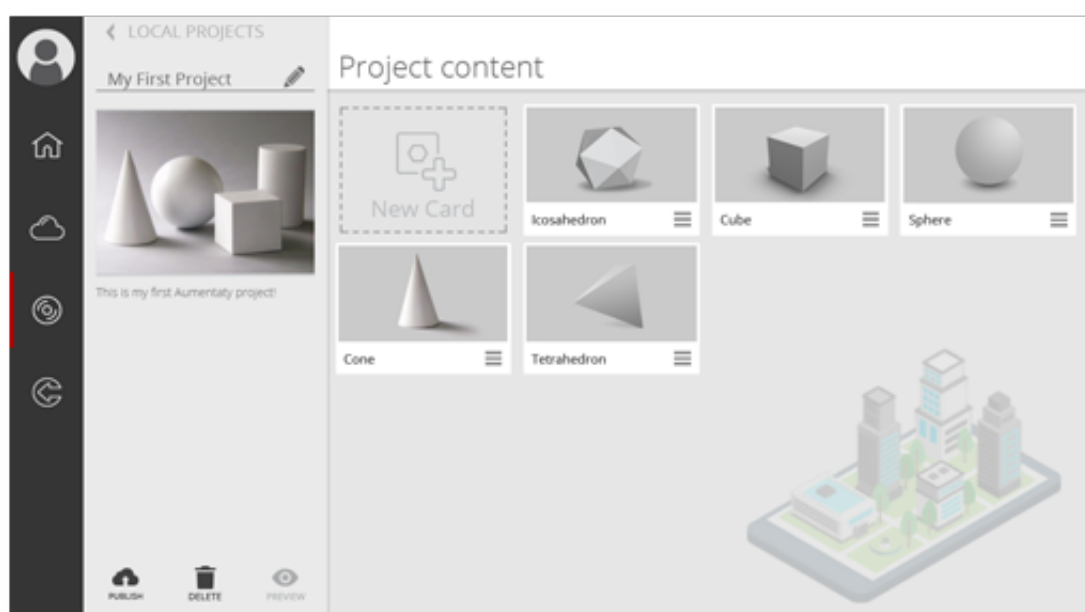 LOCAL PROJECTS
My First Project
This is my first Aumentaty project!
PUBLISH
DELETE
PREVIEW
Project content
New Card
Icosahedron
Cube
Sphere
Cone
Tetrahedron